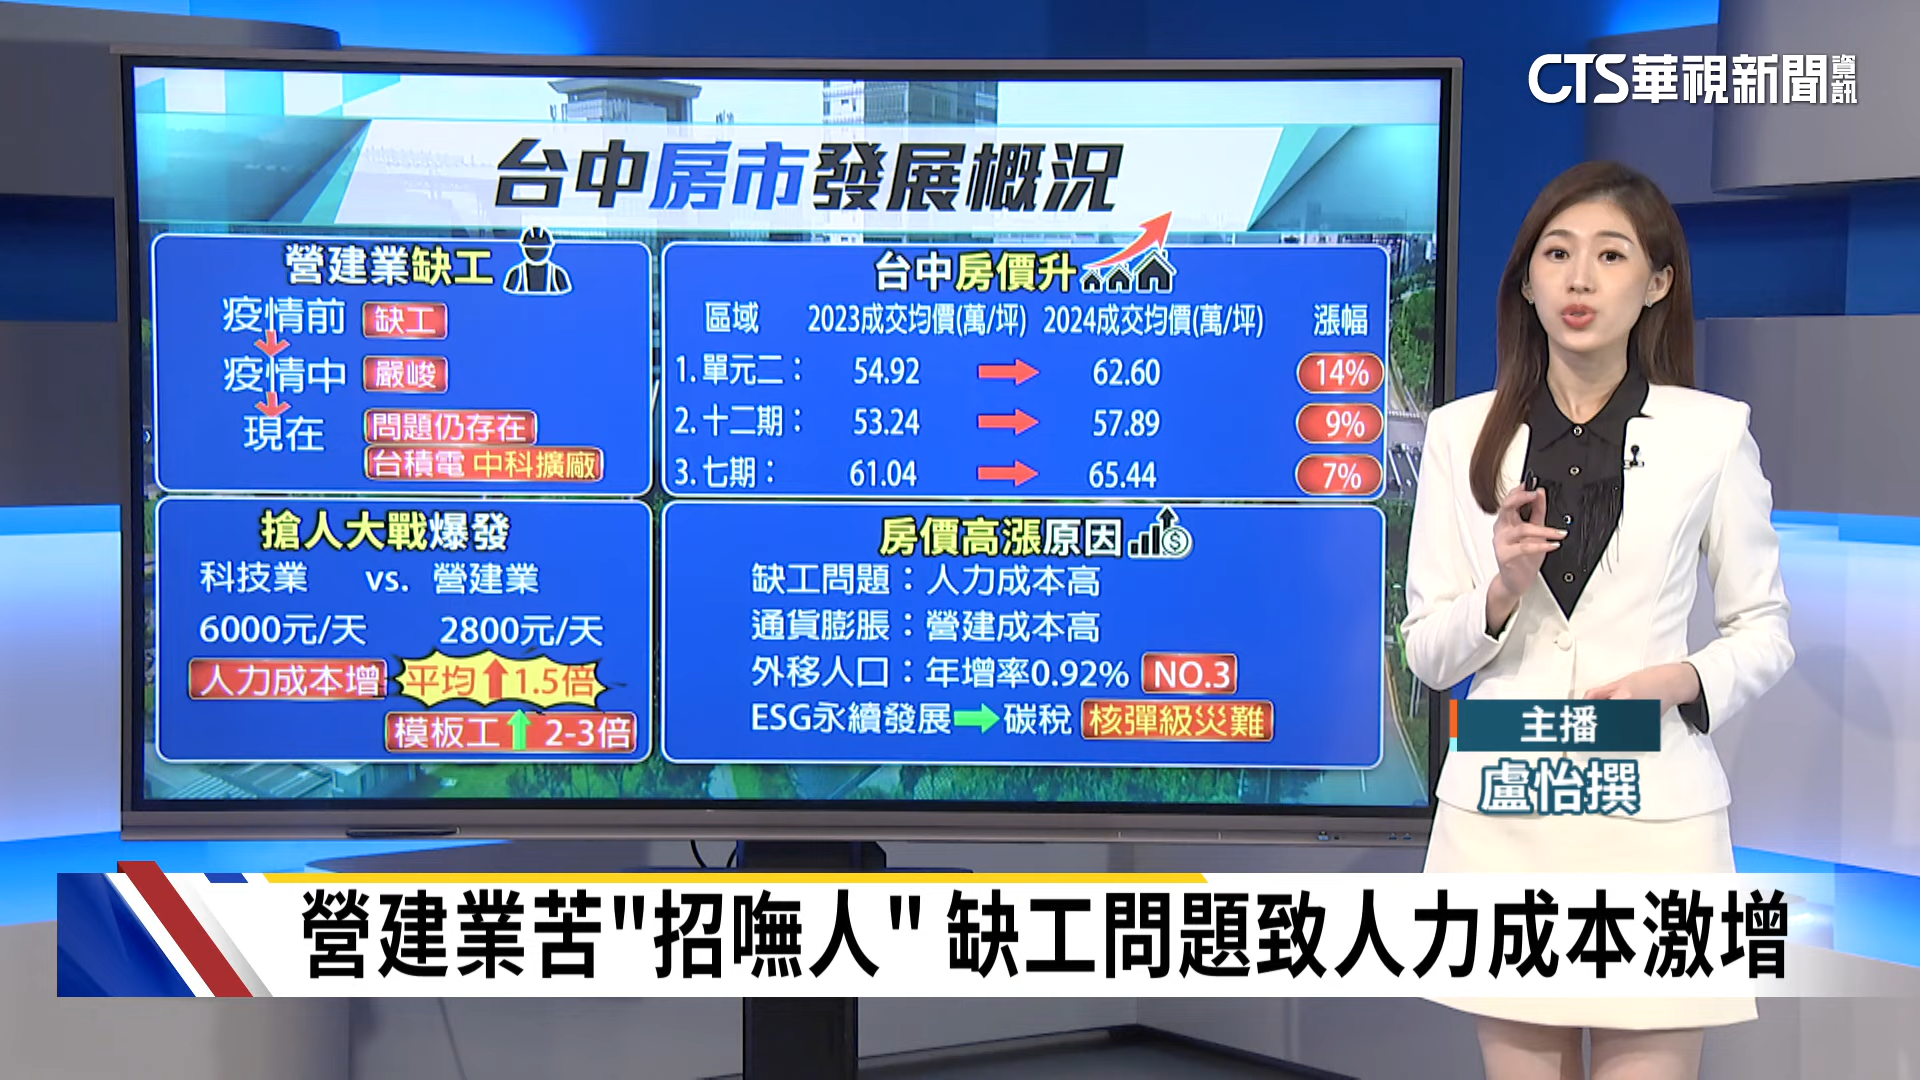 CTS華視新聞資訊
台中房市發展概況
營建業缺工
疫情前 缺工
疫情中 嚴峻
現在 問題仍存在
台積電 中科擴廠
台中房價升
區域 2023成交均價(萬/坪) 2024成交均價(萬/坪) 漲幅
1.單元二： 54.92 62.60 14%
2.十二期： 53.24 57.89 9%
3.七期： 61.04 65.44 7%
搶人大戰爆發
科技業 vs. 營建業
6000元/天 2800元/天
人力成本增 平均 1.5倍
模板工 2-3倍
房價高漲原因
缺工問題：人力成本高
通貨膨脹：營建成本高
外移人口：年增率0.92% NO.3
ESG永續發展 碳稅 核彈級災難
主播
盧怡撰
營建業苦"招嘸人" 缺工問題致人力成本激增